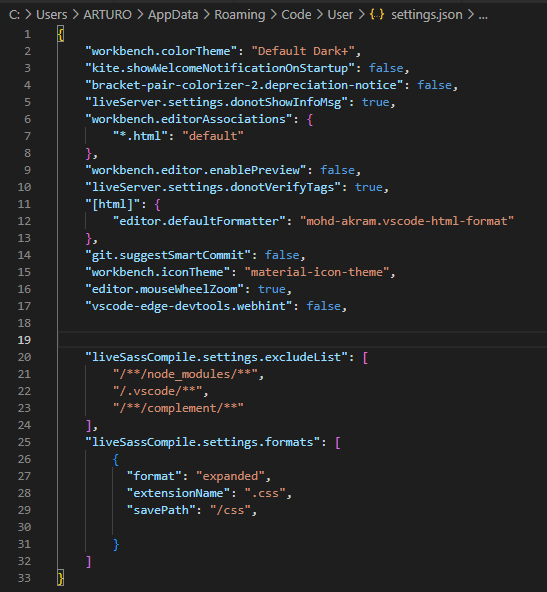 C: > Users > ARTURO > AppData > Roaming > Code > User > {..} settings.json > ...
1 {
2 "workbench.colorTheme": "Default Dark+",
3 "kite.showWelcomeNotificationOnStartup": false,
4 "bracket-pair-colorizer-2.depreciation-notice": false,
5 "liveServer.settings.donotShowInfoMsg": true,
6 "workbench.editorAssociations": {
7 "*.html": "default"
8 },
9 "workbench.editor.enablePreview": false,
10 "liveServer.settings.donotVerifyTags": true,
11 "[html]": {
12 "editor.defaultFormatter": "mohd-akram.vscode-html-format"
13 },
14 "git.suggestSmartCommit": false,
15 "workbench.iconTheme": "material-icon-theme",
16 "editor.mouseWheelZoom": true,
17 "vscode-edge-devtools.webhint": false,
18
19
20 "liveSassCompile.settings.excludeList": [
21 "/**/node_modules/**",
22 "/.vscode/**",
23 "/**/complement/**"
24 ],
25 "liveSassCompile.settings.formats": [
26 {
27 "format": "expanded",
28 "extensionName": ".css",
29 "savePath": "/css",
30
31 }
32 ]
33 }